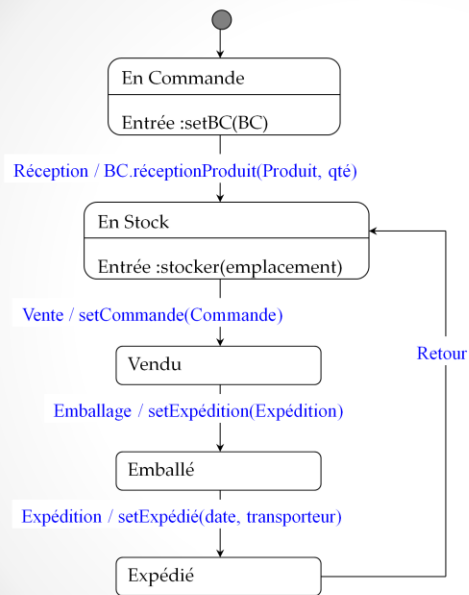 En Commande
Entrée :setBC(BC)
Réception / BC.réceptionProduit(Produit, qté)
En Stock
Entrée :stocker(emplacement)
Vente / setCommande(Commande)
Vendu
Retour
Emballage / setExpédition(Expédition)
Emballé
Expédition / setExpédié(date, transporteur)
Expédié